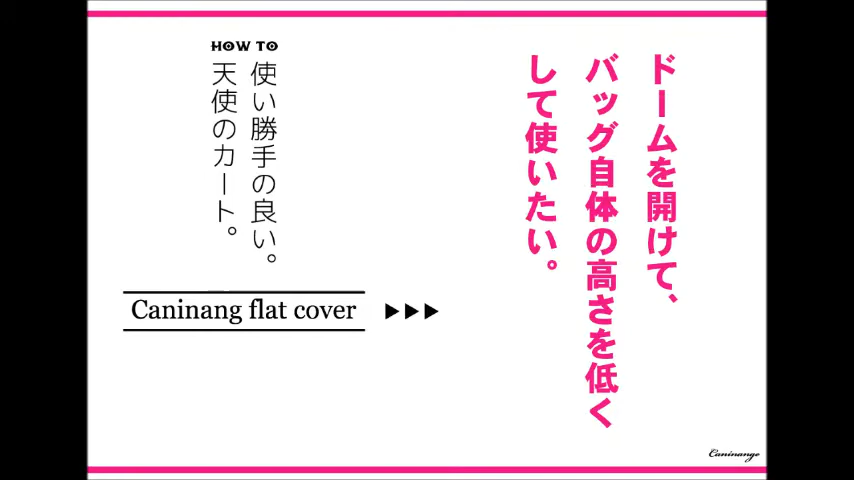 ドームを開けて、
バッグ自体の高さを低く
して使いたい。
HOW TO
使い勝手の良い。
天使のカート。
Caninang flat cover
Caninange